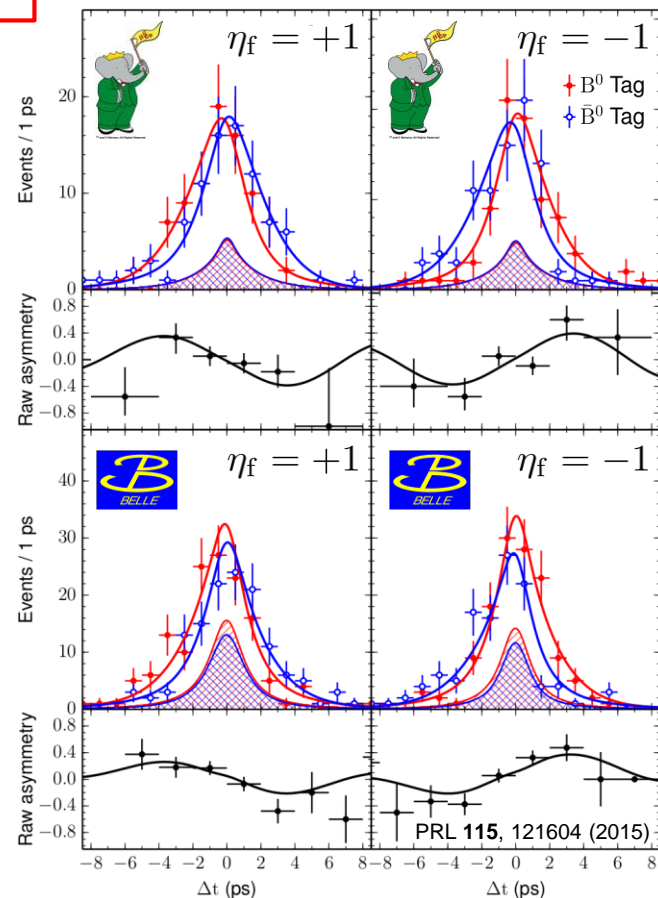 η_f = +1
η_f = −1
B⁰ Tag
B̄⁰ Tag
Events / 1 ps
20
10
0
Raw asymmetry
0.8
0.4
0.0
−0.4
−0.8
η_f = +1
η_f = −1
BELLE
BELLE
Events / 1 ps
40
30
20
10
0
Raw asymmetry
0.8
0.4
0.0
−0.4
−0.8
PRL 115, 121604 (2015)
−8 −6 −4 −2 0 2 4 6 8 −8 −6 −4 −2 0 2 4 6 8
Δt (ps) Δt (ps)